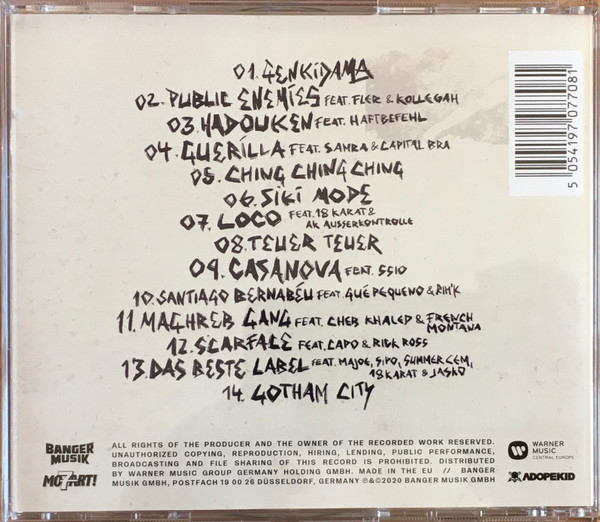 01. GENKIDAMA
02. PUBLIC ENEMIES FEAT. FLER & KOLLEGAH
03. HADOUKEN FEAT. HAFTBEFEHL
04. GUERILLA FEAT. SAMRA & CAPITAL BRA
05. CHING CHING CHING
06. SIKI MODE
07. LOCO FEAT. 18 KARAT &
AK AUSSERKONTROLLE
08. TEUER TEUER
09. CASANOVA FEAT. SSIO
10. SANTIAGO BERNABÉU FEAT. GUÉ PEQUENO & RIM'K
11. MAGHREB GANG FEAT. CHEB KHALED & FRENCH
MONTANA
12. SCARFACE FEAT. CAPO & RICK ROSS
13. DAS BESTE LABEL FEAT. MAJOE, SIPO, SUMMER CEM,
18 KARAT & JASKO
14. GOTHAM CITY
5 054197 077081
BANGER
MUSIK
MOZART!
7
ALL RIGHTS OF THE PRODUCER AND THE OWNER OF THE RECORDED WORK RESERVED.
UNAUTHORIZED COPYING, REPRODUCTION, HIRING, LENDING, PUBLIC PERFORMANCE,
BROADCASTING AND FILE SHARING OF THIS RECORD IS PROHIBITED. DISTRIBUTED
BY WARNER MUSIC GROUP GERMANY HOLDING GMBH. MADE IN THE EU // BANGER
MUSIK GMBH, POSTFACH 19 00 26 DÜSSELDORF, GERMANY ℗&©2020 BANGER MUSIK GMBH
WARNER
MUSIC
CENTRAL EUROPE
ADOPEKID